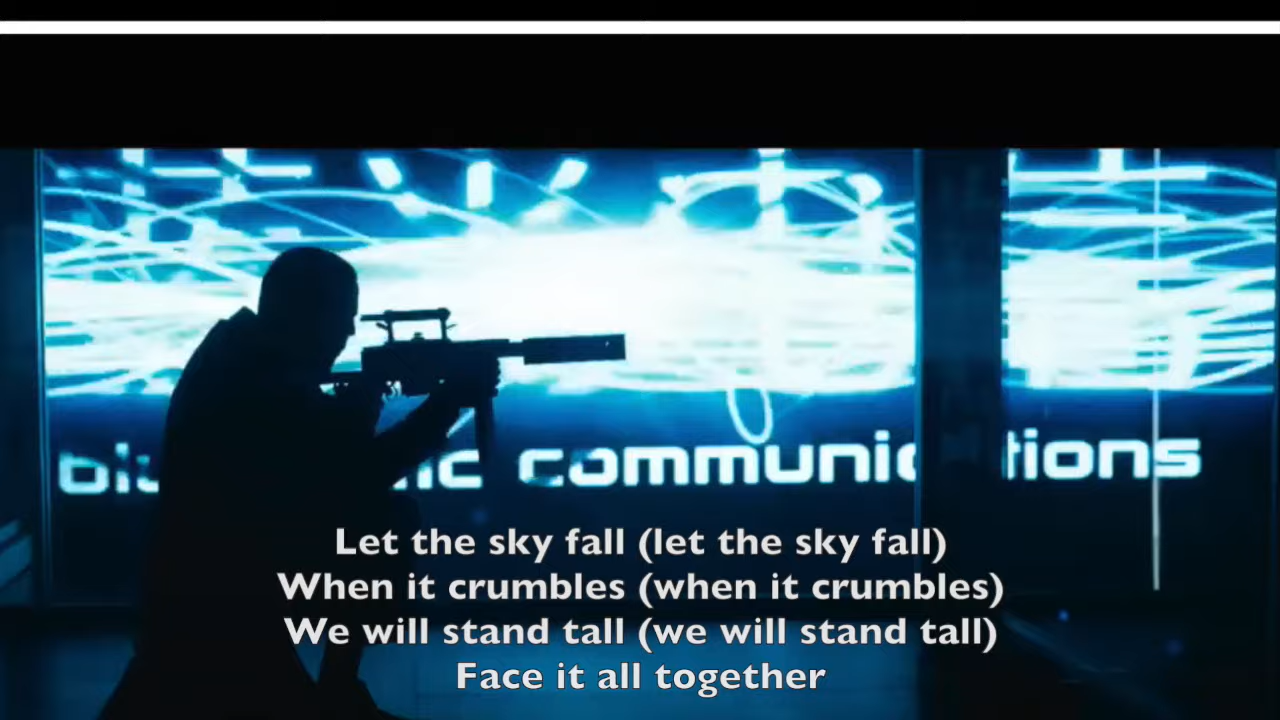 communic tions
Let the sky fall (let the sky fall)
When it crumbles (when it crumbles)
We will stand tall (we will stand tall)
Face it all together